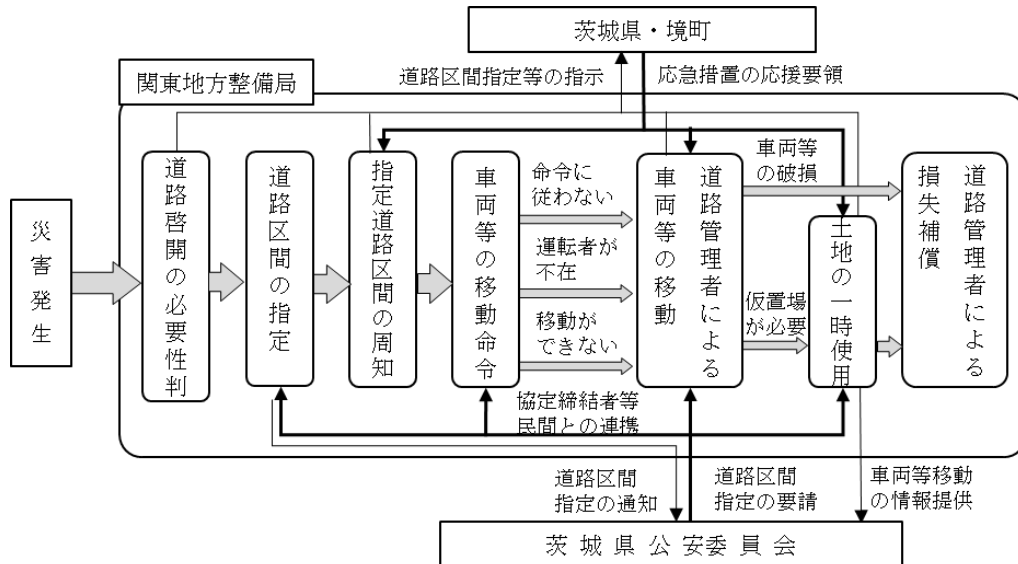 茨城県・境町
関東地方整備局
道路区間指定等の指示
応急措置の応援要領
災害発生
道路啓開の必要性判
道路区間の指定
指定道路区間の周知
車両等の移動命令
命令に
従わない
運転者が
不在
移動が
できない
道路管理者による
車両等の移動
車両等
の破損
仮置場
が必要
土地の一時使用
道路管理者による
損失補償
協定締結者等
民間との連携
道路区間
指定の通知
道路区間
指定の要請
車両等移動
の情報提供
茨城県公安委員会